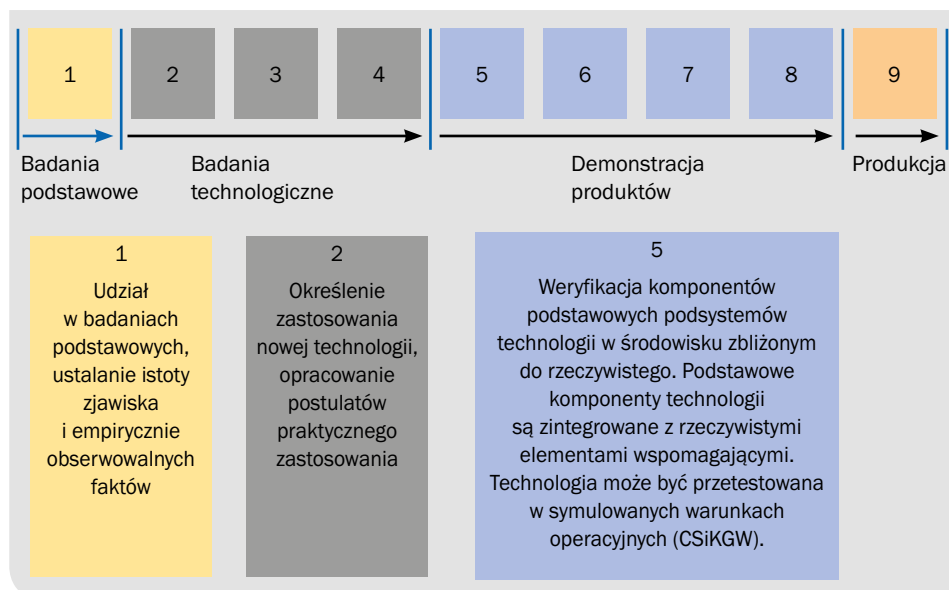 1 2 3 4 5 6 7 8 9
Badania
podstawowe
Badania
technologiczne
Demonstracja
produktów
Produkcja
1
Udział
w badaniach
podstawowych,
ustalanie istoty
zjawiska
i empirycznie
obserwowalnych
faktów
2
Określenie
zastosowania
nowej technologii,
opracowanie
postulatów
praktycznego
zastosowania
5
Weryfikacja komponentów
podstawowych podsystemów
technologii w środowisku zbliżonym
do rzeczywistego. Podstawowe
komponenty technologii
są zintegrowane z rzeczywistymi
elementami wspomagającymi.
Technologia może być przetestowana
w symulowanych warunkach
operacyjnych (CSiKGW).